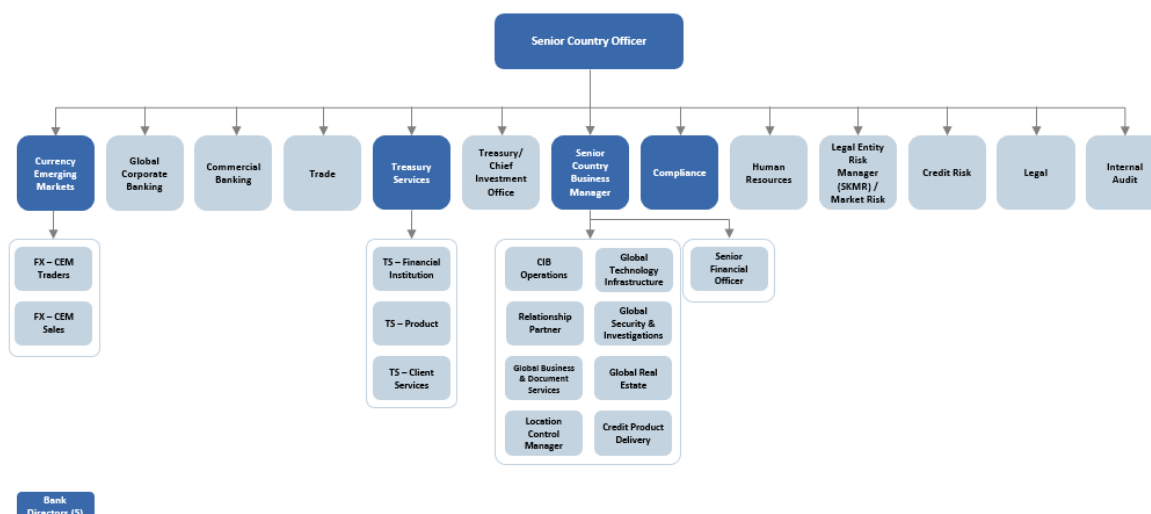 Senior Country Officer
Currency
Emerging
Markets
Global
Corporate
Banking
Commercial
Banking
Trade
Treasury
Services
Treasury/
Chief
Investment
Office
Senior
Country
Business
Manager
Compliance
Human
Resources
Legal Entity
Risk
Manager
(SKMR) /
Market Risk
Credit Risk
Legal
Internal
Audit
FX – CEM
Traders
FX – CEM
Sales
TS – Financial
Institution
TS – Product
TS – Client
Services
CIB
Operations
Global
Technology
Infrastructure
Relationship
Partner
Global
Security &
Investigations
Global Business
& Document
Services
Global Real
Estate
Location
Control
Manager
Credit Product
Delivery
Senior
Financial
Officer
Bank
Directors (5)